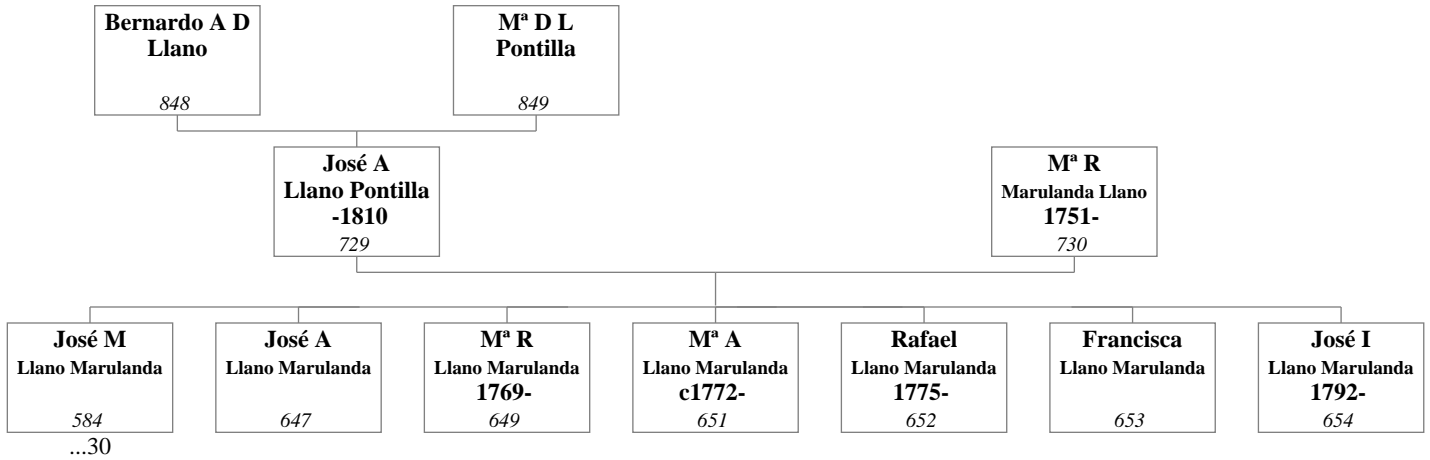 Bernardo A D
Llano
848
Mª D L
Pontilla
849
José A
Llano Pontilla
-1810
729
Mª R
Marulanda Llano
1751-
730
José M
Llano Marulanda
584
...30
José A
Llano Marulanda
647
Mª R
Llano Marulanda
1769-
649
Mª A
Llano Marulanda
c1772-
651
Rafael
Llano Marulanda
1775-
652
Francisca
Llano Marulanda
653
José I
Llano Marulanda
1792-
654